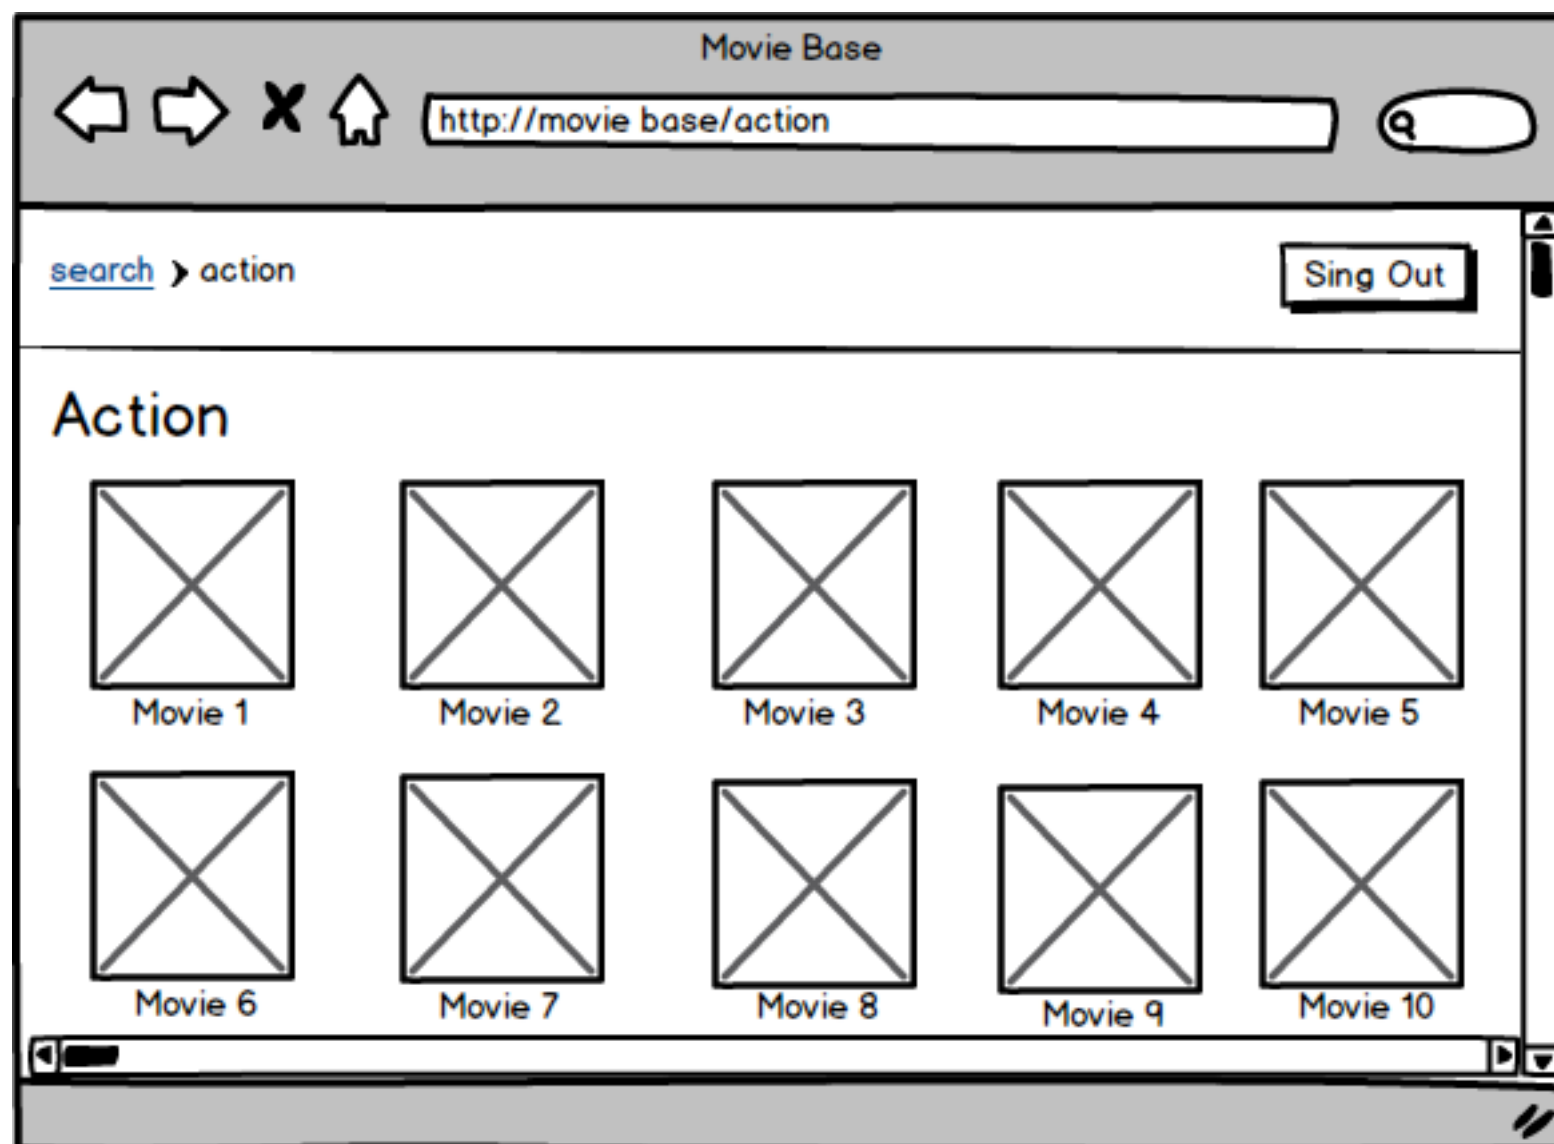 Movie Base
http://movie base/action
search action
Sing Out
Action
Movie 1 Movie 2 Movie 3 Movie 4 Movie 5
Movie 6 Movie 7 Movie 8 Movie 9 Movie 10